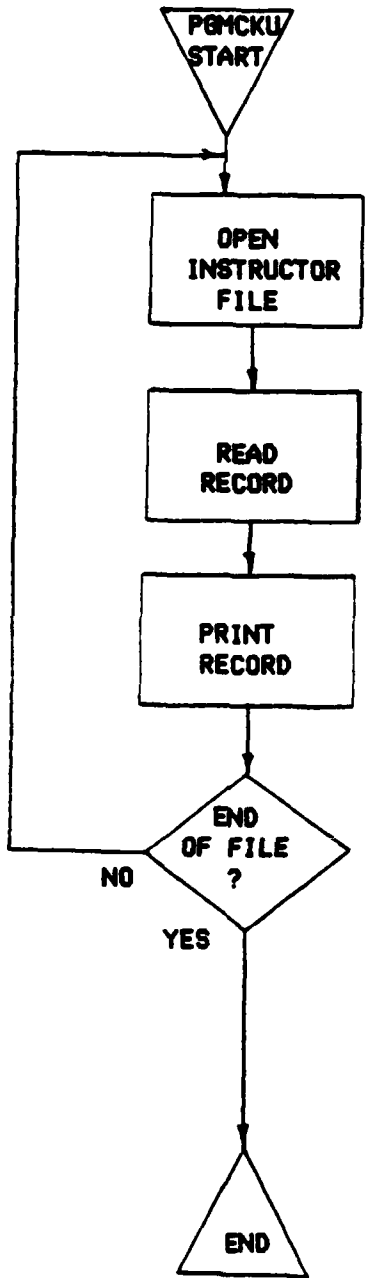 PGMCKU
START
OPEN
INSTRUCTOR
FILE
READ
RECORD
PRINT
RECORD
END
OF FILE
?
NO
YES
END